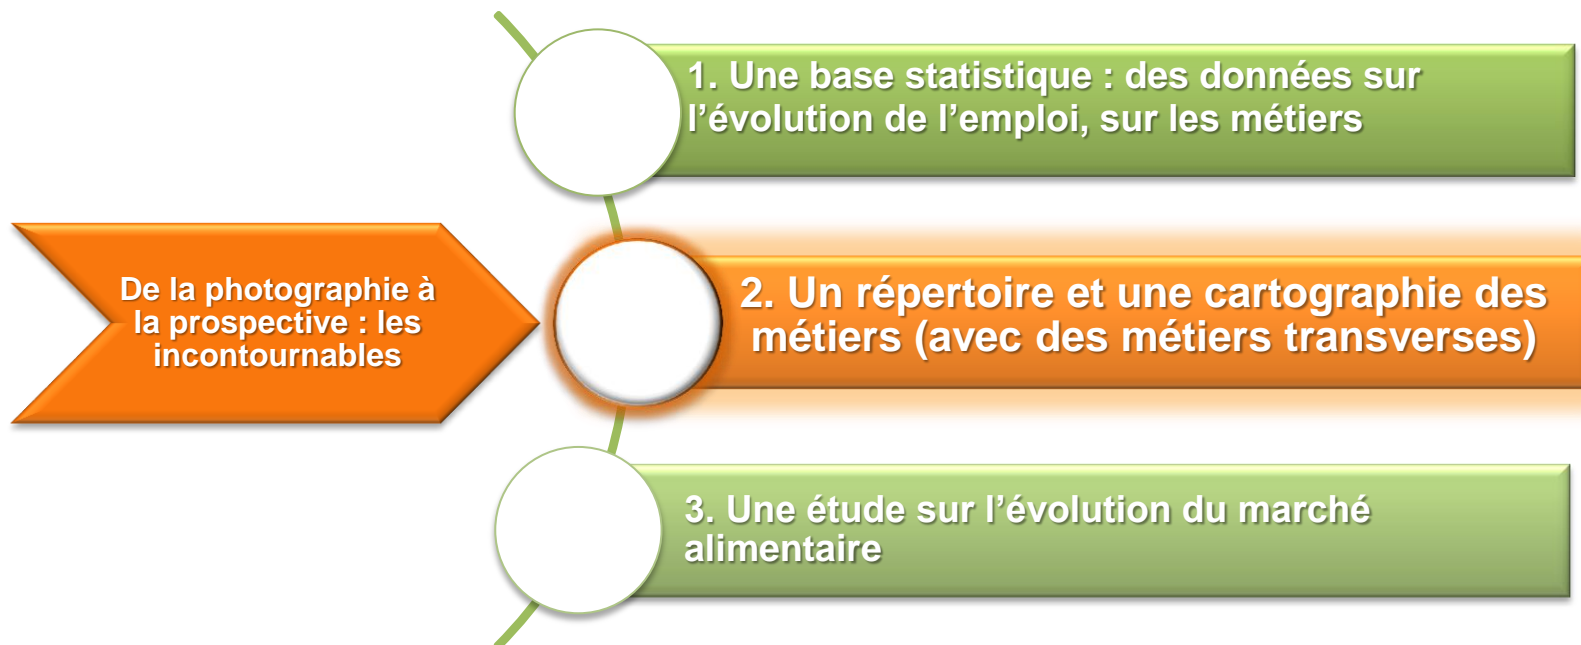 1. Une base statistique : des données sur
l’évolution de l’emploi, sur les métiers
De la photographie à
la prospective : les
incontournables
2. Un répertoire et une cartographie des
métiers (avec des métiers transverses)
3. Une étude sur l’évolution du marché
alimentaire